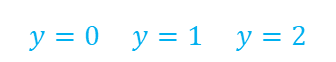 y = 0 y = 1 y = 2